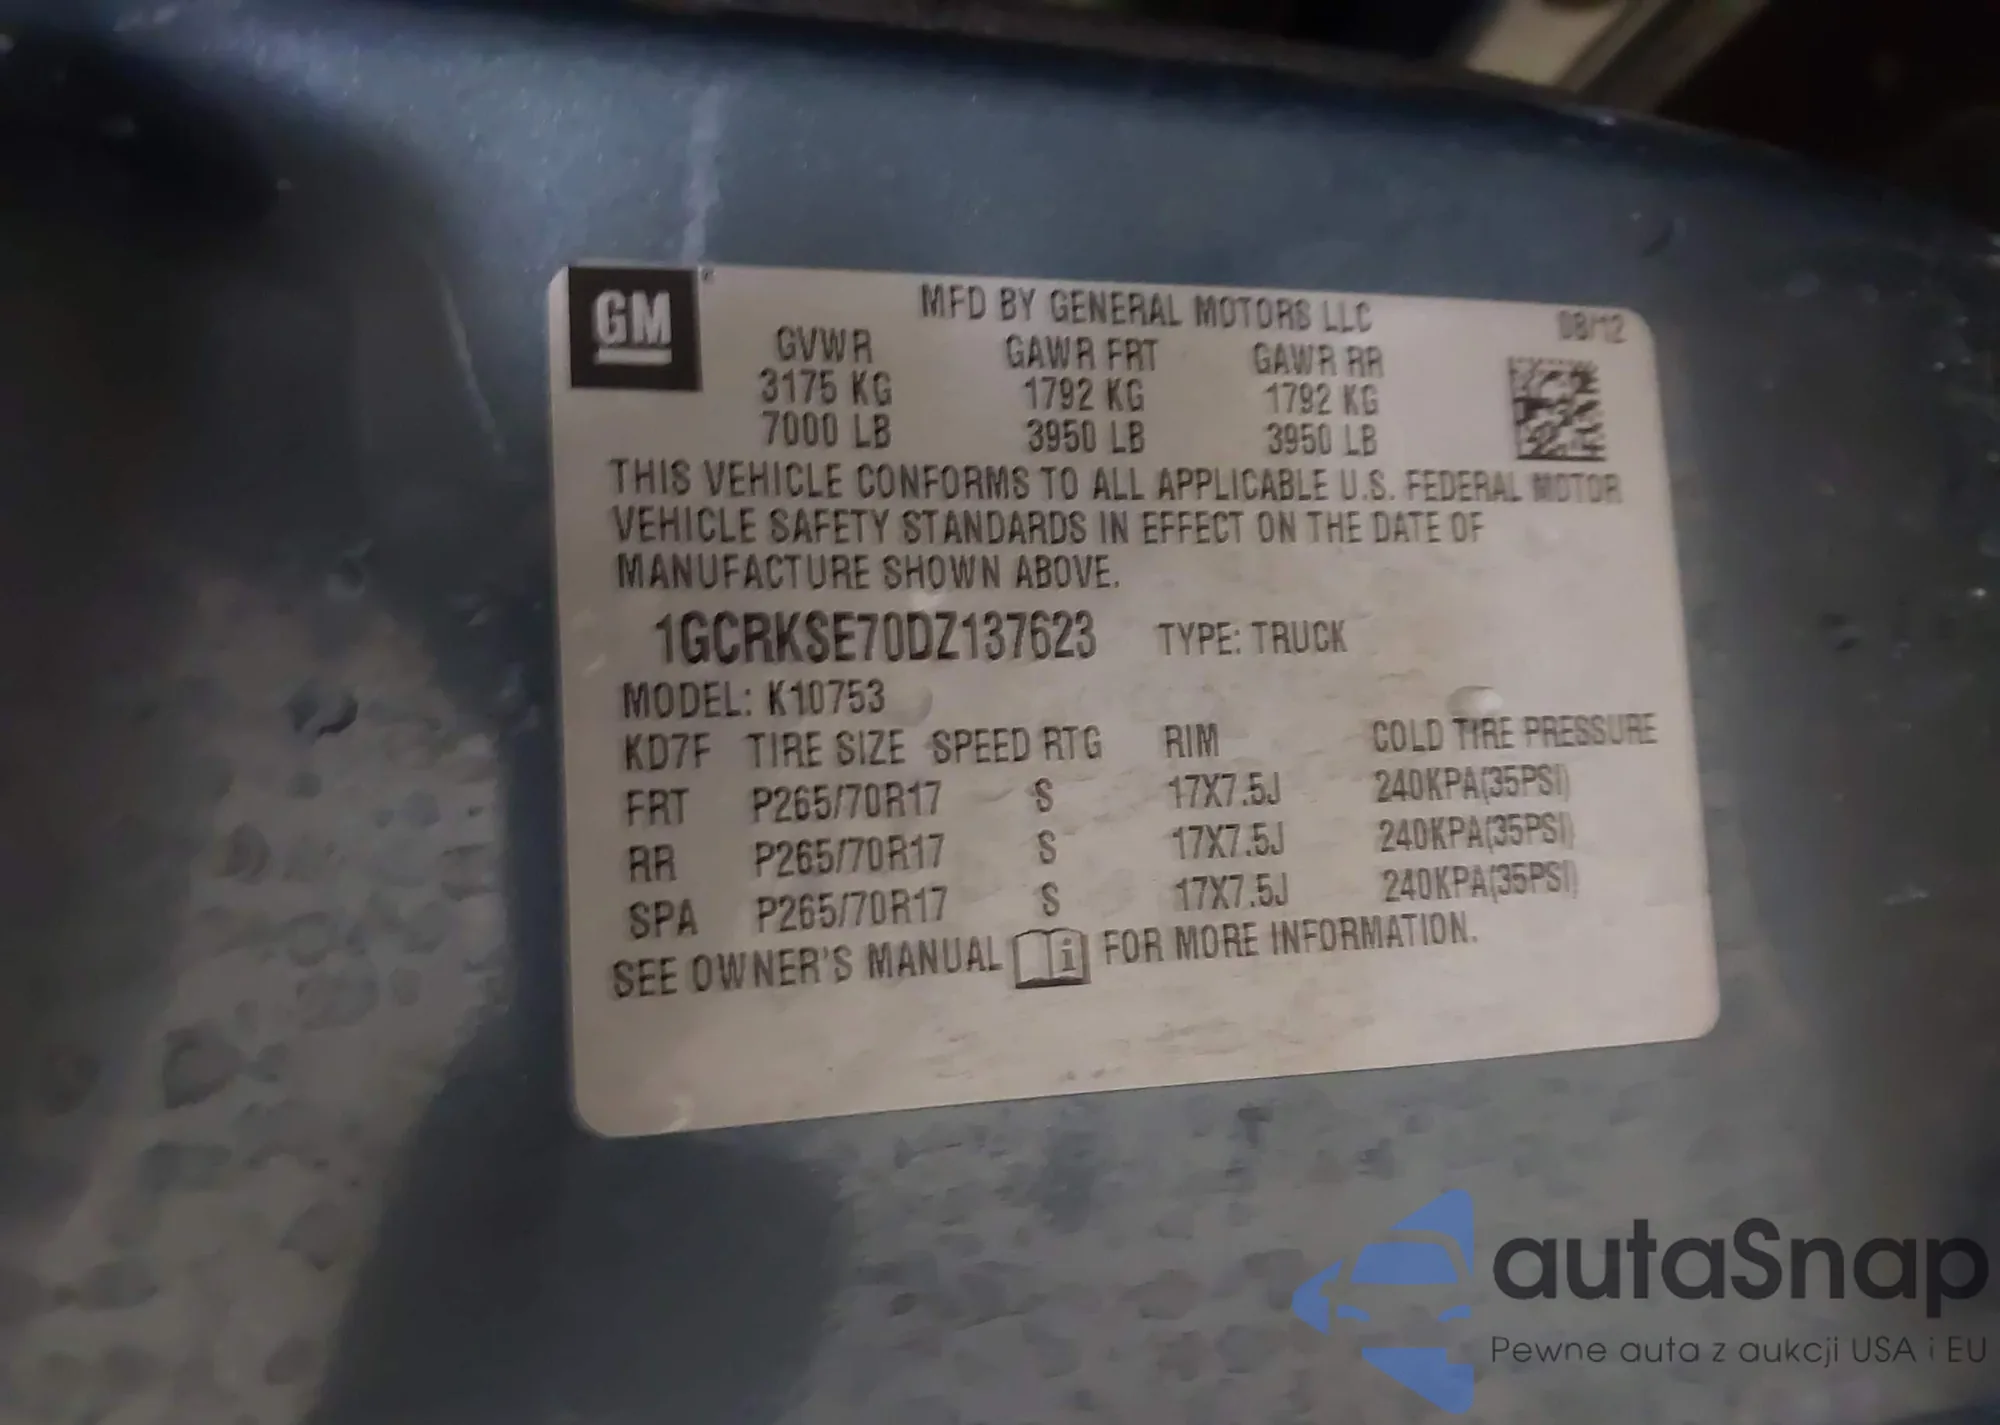 GM
MFD BY GENERAL MOTORS LLC 08/12
GVWR GAWR FRT GAWR RR
3175 KG 1792 KG 1792 KG
7000 LB 3950 LB 3950 LB
THIS VEHICLE CONFORMS TO ALL APPLICABLE U.S. FEDERAL MOTOR
VEHICLE SAFETY STANDARDS IN EFFECT ON THE DATE OF
MANUFACTURE SHOWN ABOVE.
1GCRKSE70DZ137623 TYPE: TRUCK
MODEL: K10753
KD7F TIRE SIZE SPEED RTG RIM COLD TIRE PRESSURE
FRT P265/70R17 S 17X7.5J 240KPA(35PSI)
RR P265/70R17 S 17X7.5J 240KPA(35PSI)
SPA P265/70R17 S 17X7.5J 240KPA(35PSI)
SEE OWNER'S MANUAL i FOR MORE INFORMATION.
autaSnap
Pewne auta z aukcji USA i EU